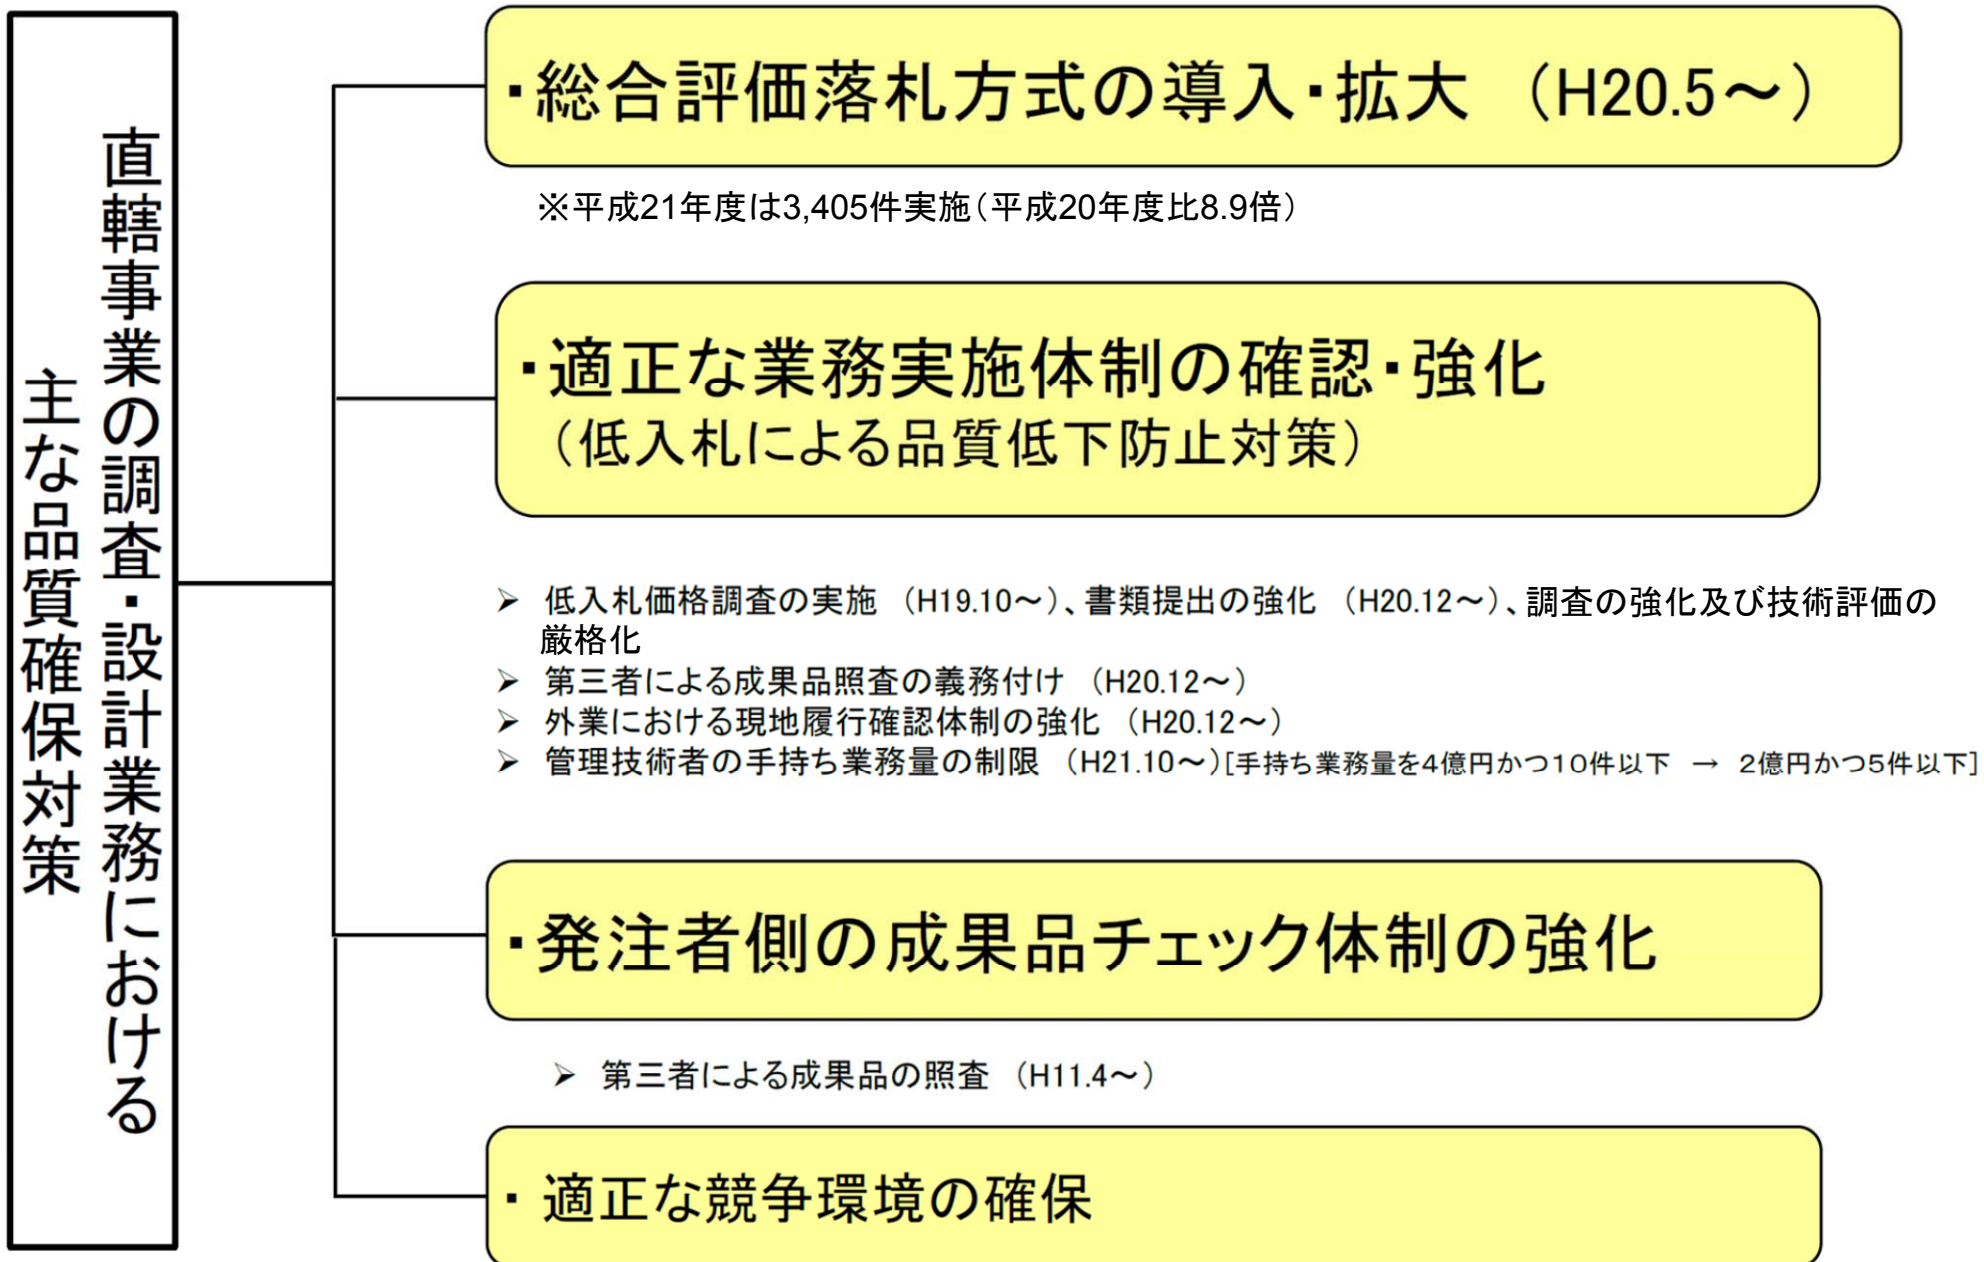 直轄事業の調査・設計業務における
主な品質確保対策
・総合評価落札方式の導入・拡大 （H20.5～）
※平成21年度は3,405件実施（平成20年度比8.9倍）
・適正な業務実施体制の確認・強化
（低入札による品質低下防止対策）
➢ 低入札価格調査の実施 （H19.10～）、書類提出の強化 （H20.12～）、調査の強化及び技術評価の
厳格化
➢ 第三者による成果品照査の義務付け （H20.12～）
➢ 外業における現地履行確認体制の強化 （H20.12～）
➢ 管理技術者の手持ち業務量の制限 （H21.10～）[手持ち業務量を４億円かつ１０件以下 → ２億円かつ５件以下]
・発注者側の成果品チェック体制の強化
➢ 第三者による成果品の照査 （H11.4～）
・ 適正な競争環境の確保